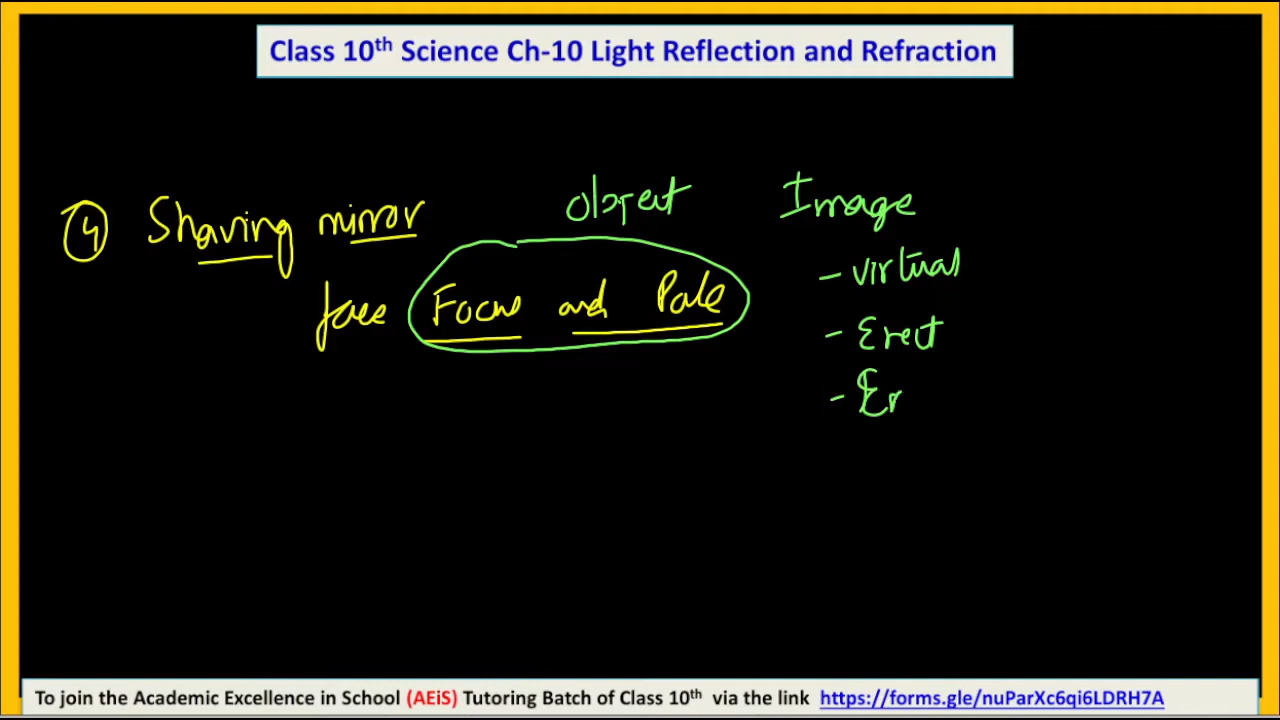 Class 10th Science Ch-10 Light Reflection and Refraction
④ Shaving mirror
object
Image
face Focus and Pole
- virtual
- Erect
- Er
To join the Academic Excellence in School (AEiS) Tutoring Batch of Class 10th via the link https://forms.gle/nuParXc6qi6LDRH7A